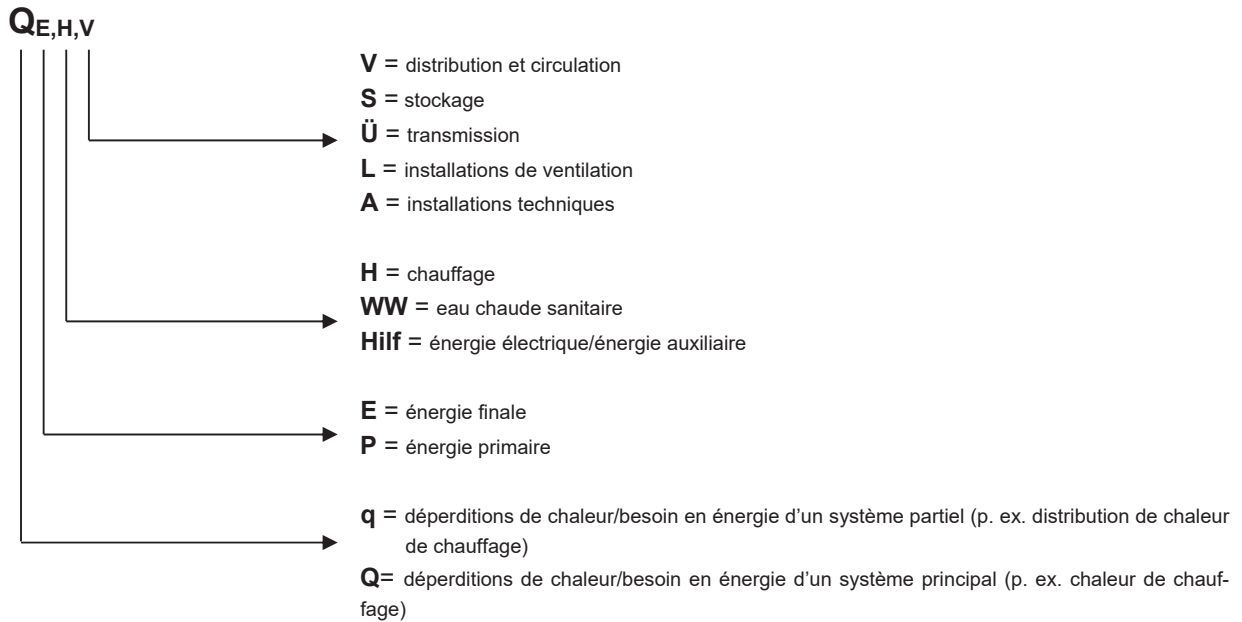 QE,H,V
V = distribution et circulation
S = stockage
Ü = transmission
L = installations de ventilation
A = installations techniques
H = chauffage
WW = eau chaude sanitaire
Hilf = énergie électrique/énergie auxiliaire
E = énergie finale
P = énergie primaire
q = déperditions de chaleur/besoin en énergie d'un système partiel (p. ex. distribution de chaleur
de chauffage)
Q= déperditions de chaleur/besoin en énergie d'un système principal (p. ex. chaleur de chauf-
fage)